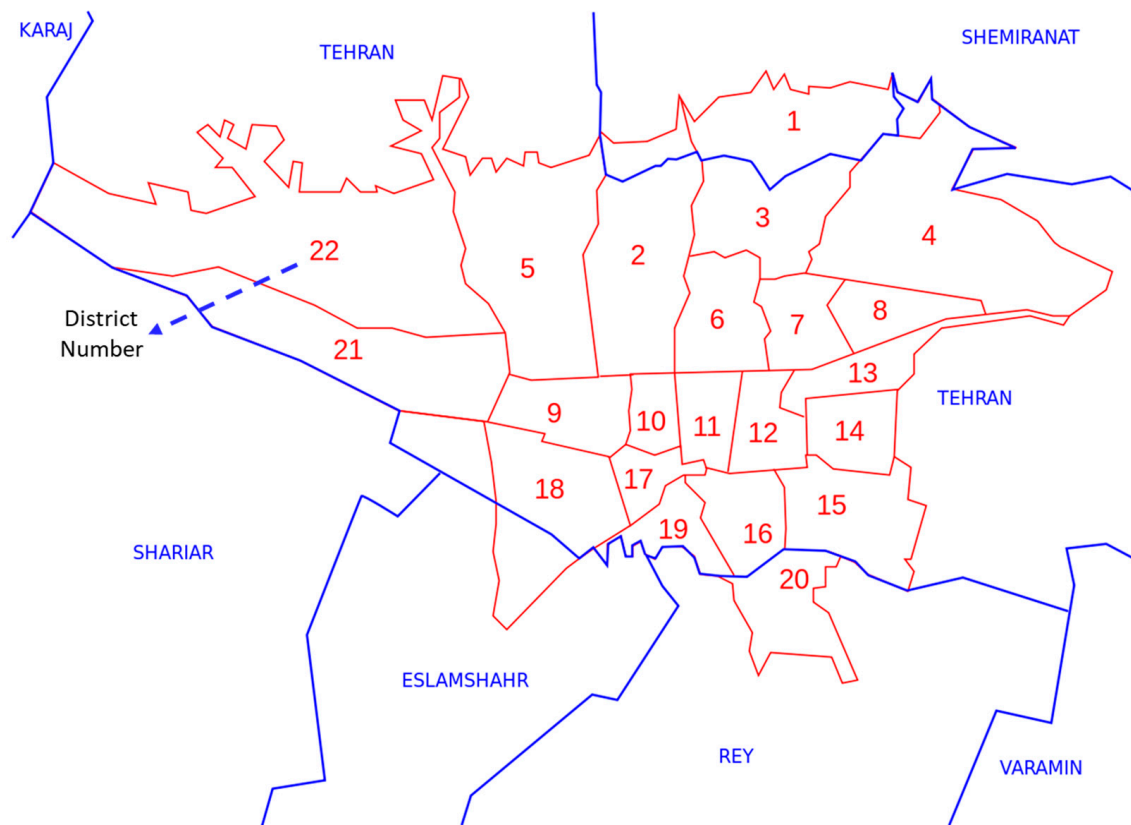 KARAJ
TEHRAN
SHEMIRANAT
1
3
4
22
2
5
8
6
7
District
Number
21
13
TEHRAN
9
10
11
12
14
17
18
15
19
16
SHARIAR
20
ESLAMSHAHR
REY
VARAMIN